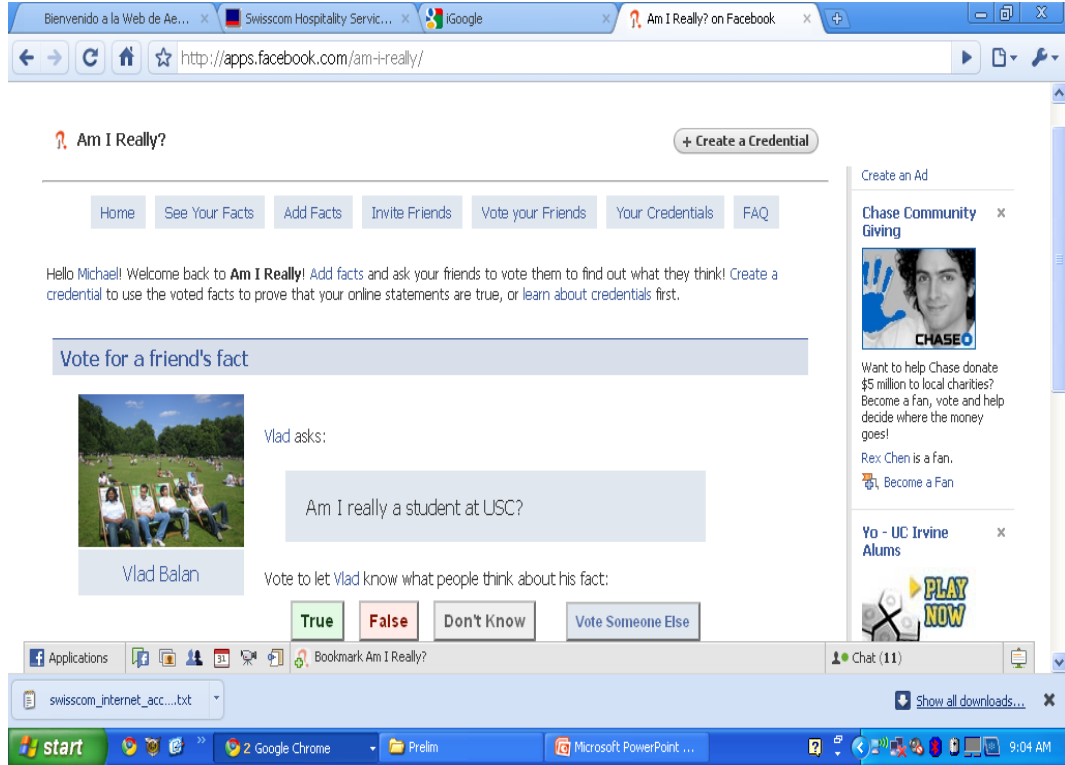 Bienvenido a la Web de Ae...
Swisscom Hospitality Servic...
iGoogle
Am I Really? on Facebook
http://apps.facebook.com/am-i-really/
Am I Really?
+ Create a Credential
Home
See Your Facts
Add Facts
Invite Friends
Vote your Friends
Your Credentials
FAQ
Hello Michael! Welcome back to Am I Really! Add facts and ask your friends to vote them to find out what they think! Create a
credential to use the voted facts to prove that your online statements are true, or learn about credentials first.
Vote for a friend's fact
Vlad asks:
Am I really a student at USC?
Vlad Balan
Vote to let Vlad know what people think about his fact:
True
False
Don't Know
Vote Someone Else
Create an Ad
Chase Community
Giving
CHASE
Want to help Chase donate
$5 million to local charities?
Become a fan, vote and help
decide where the money
goes!
Rex Chen is a fan.
Become a Fan
Yo - UC Irvine
Alums
PLAY
NOW
Applications
31
Bookmark Am I Really?
Chat (11)
swisscom_internet_acc....txt
Show all downloads...
start
2 Google Chrome
Prelim
Microsoft PowerPoint ...
9:04 AM